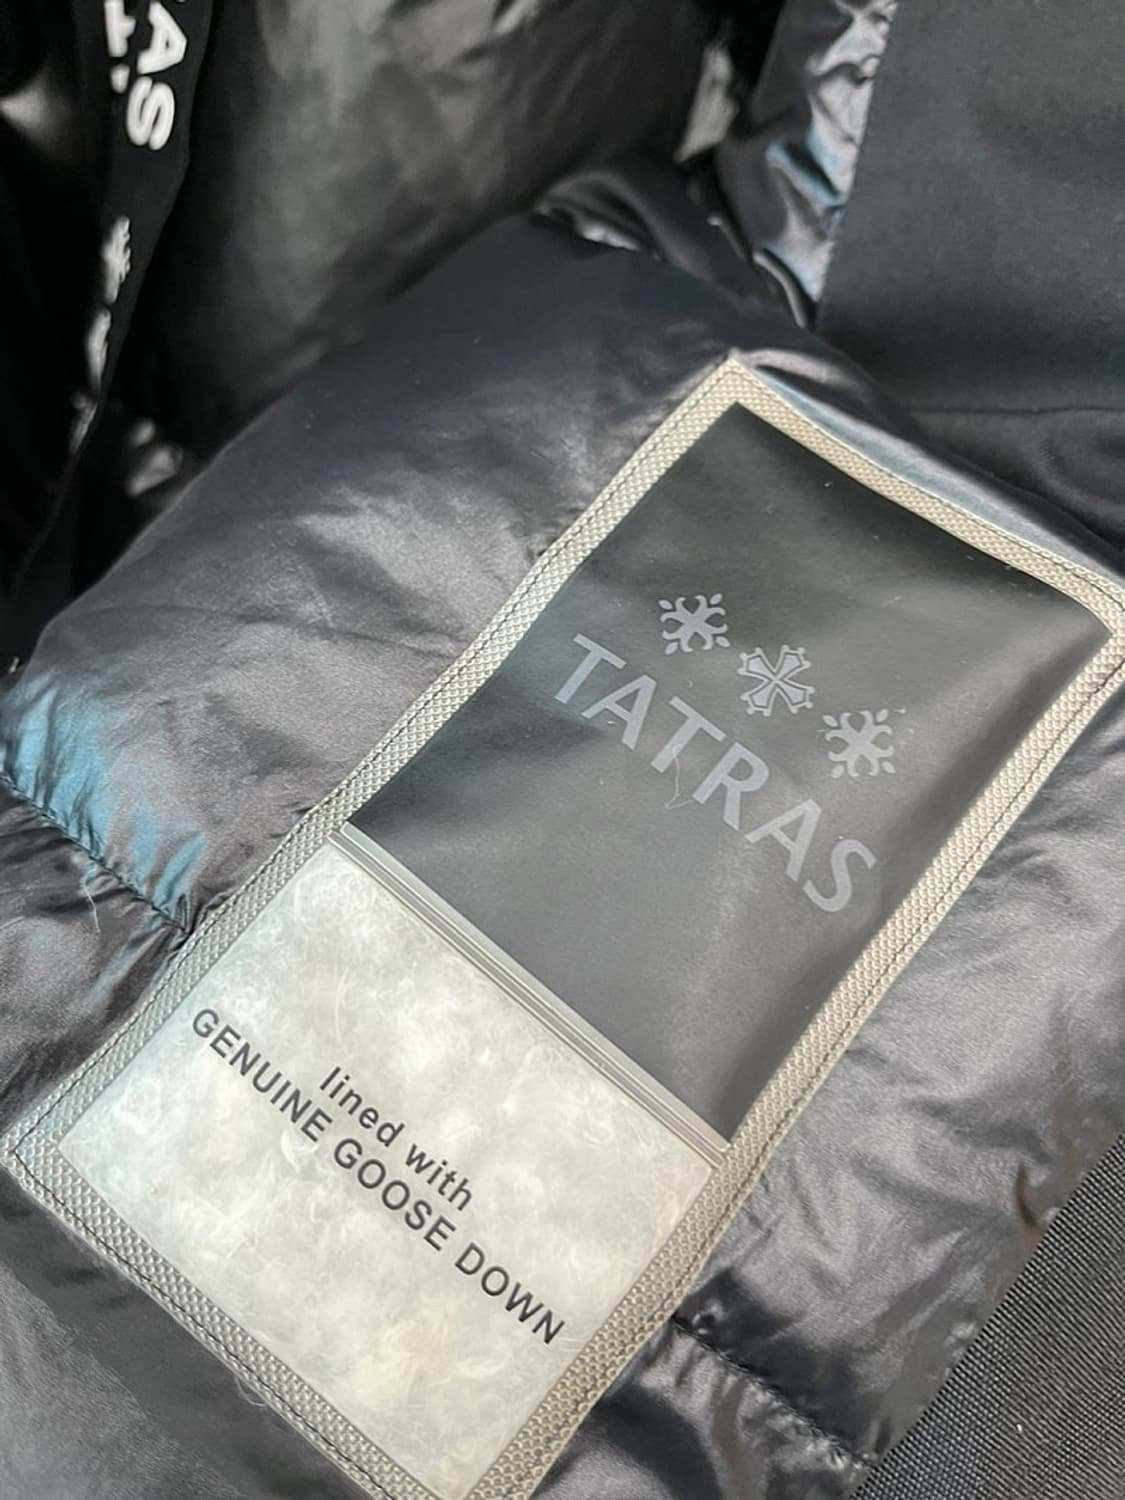 TATRAS
lined with
GENUINE GOOSE DOWN